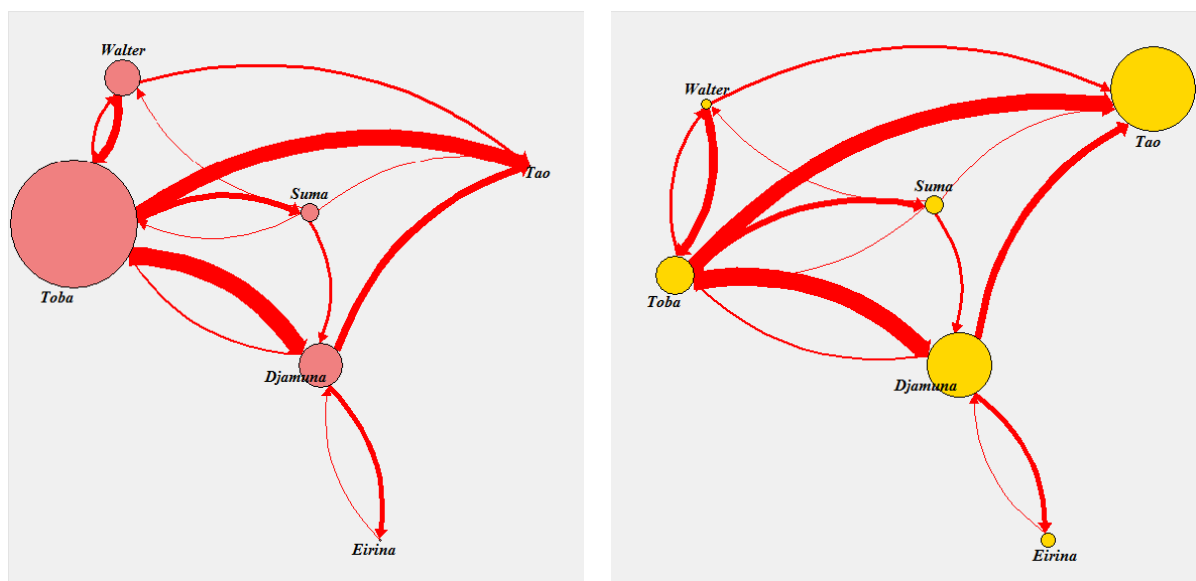 Walter
Tao
Suma
Toba
Djamuna
Eirina
Walter
Tao
Suma
Toba
Djamuna
Eirina